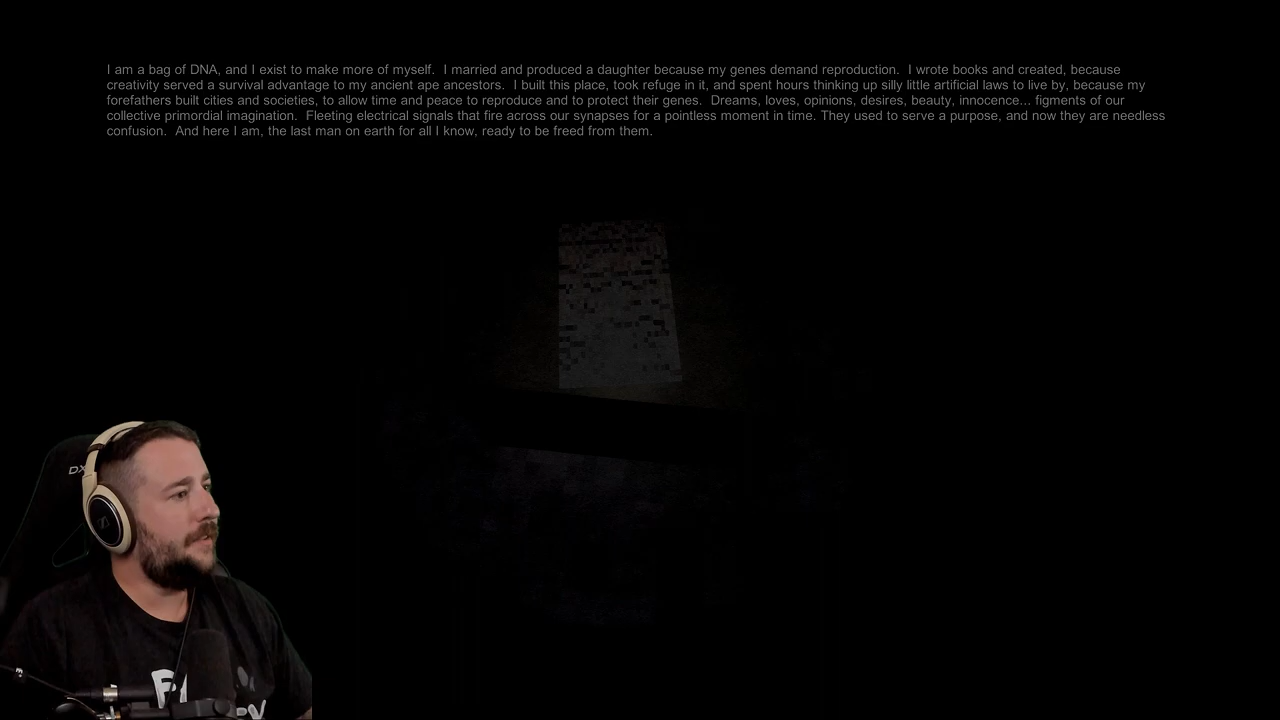 I am a bag of DNA, and I exist to make more of myself.  I married and produced a daughter because my genes demand reproduction.  I wrote books and created, because
creativity served a survival advantage to my ancient ape ancestors.  I built this place, took refuge in it, and spent hours thinking up silly little artificial laws to live by, because my
forefathers built cities and societies, to allow time and peace to reproduce and to protect their genes.  Dreams, loves, opinions, desires, beauty, innocence... figments of our
collective primordial imagination.  Fleeting electrical signals that fire across our synapses for a pointless moment in time. They used to serve a purpose, and now they are needless
confusion.  And here I am, the last man on earth for all I know, ready to be freed from them.
DX